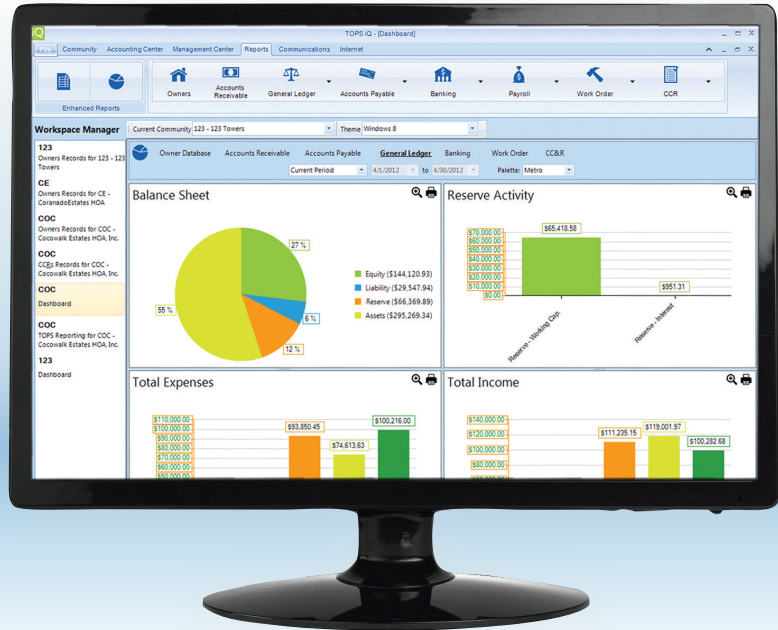 TOPS iQ - [Dashboard]
Community Accounting Center Management Center Reports Communications Internet
Owners
Accounts
Receivable
General Ledger
Accounts Payable
Banking
Payroll
Work Order
CCR
Enhanced Reports
Workspace Manager
Current Community 123 - 123 Towers
Theme Windows 8
123
Owners Records for 123 - 123
Towers
CE
Owners Records for CE -
CoranadoEstates HOA
COC
Owners Records for COC -
Cocowalk Estates HOA, Inc.
COC
CCRs Records for COC -
Cocowalk Estates HOA, Inc.
COC
Dashboard
COC
TOPS Reporting for COC -
Cocowalk Estates HOA, Inc.
123
Dashboard
Owner Database Accounts Receivable Accounts Payable General Ledger Banking Work Order CC&R
Current Period 4/1/2012 to 4/30/2012 Palette: Metro
Balance Sheet
27 %
6 %
12 %
55 %
Equity ($144,120.93)
Liability ($29,547.94)
Reserve ($66,369.89)
Assets ($295,269.34)
Reserve Activity
$70,000.00
$60,000.00
$50,000.00
$40,000.00
$30,000.00
$20,000.00
$10,000.00
$0.00
$65,418.58
$951.31
Reserve - Working Cap.
Reserve - Interest
Total Expenses
$110,000.00
$100,000.00
$90,000.00
$80,000.00
$70,000.00
$60,000.00
$50,000.00
$93,850.45
$74,613.63
$100,216.00
Total Income
$140,000.00
$120,000.00
$100,000.00
$80,000.00
$111,235.15
$119,001.97
$100,282.68